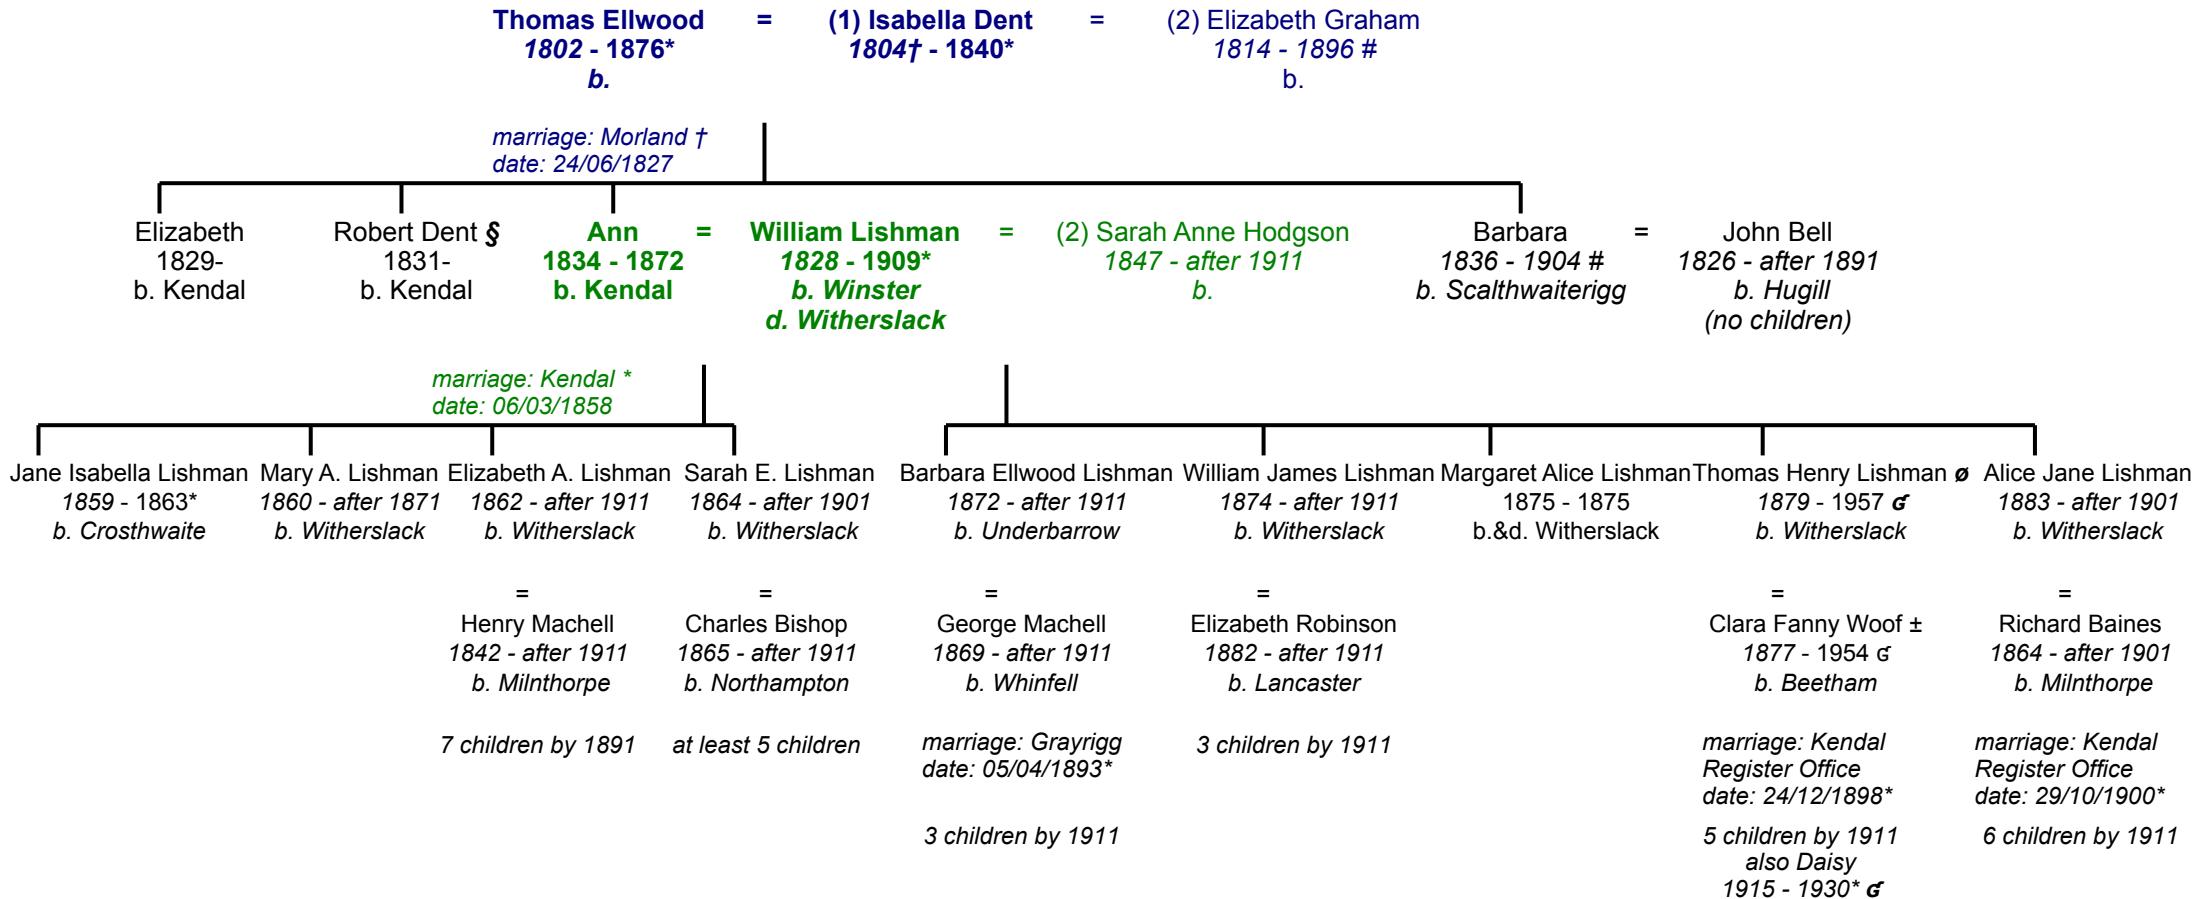 Thomas Ellwood = (1) Isabella Dent = (2) Elizabeth Graham
1802 - 1876* 1804† - 1840* 1814 - 1896 #
b. b.
marriage: Morland †
date: 24/06/1827
Elizabeth Robert Dent § Ann = William Lishman = (2) Sarah Anne Hodgson Barbara = John Bell
1829- 1831- 1834 - 1872 1828 - 1909* 1847 - after 1911 1836 - 1904 # 1826 - after 1891
b. Kendal b. Kendal b. Kendal b. Winster b. b. Scalthwaiterigg b. Hugill
d. Witherslack (no children)
marriage: Kendal *
date: 06/03/1858
Jane Isabella Lishman Mary A. Lishman Elizabeth A. Lishman Sarah E. Lishman Barbara Ellwood Lishman William James Lishman Margaret Alice Lishman Thomas Henry Lishman ø Alice Jane Lishman
1859 - 1863* 1860 - after 1871 1862 - after 1911 1864 - after 1901 1872 - after 1911 1874 - after 1911 1875 - 1875 1879 - 1957 ɠ 1883 - after 1901
b. Crosthwaite b. Witherslack b. Witherslack b. Witherslack b. Underbarrow b. Witherslack b.&d. Witherslack b. Witherslack b. Witherslack
= = = = = =
Henry Machell Charles Bishop George Machell Elizabeth Robinson Clara Fanny Woof ± Richard Baines
1842 - after 1911 1865 - after 1911 1869 - after 1911 1882 - after 1911 1877 - 1954 ɠ 1864 - after 1901
b. Milnthorpe b. Northampton b. Whinfell b. Lancaster b. Beetham b. Milnthorpe
7 children by 1891 at least 5 children marriage: Grayrigg 3 children by 1911 marriage: Kendal marriage: Kendal
date: 05/04/1893* Register Office Register Office
date: 24/12/1898* date: 29/10/1900*
3 children by 1911 5 children by 1911 6 children by 1911
also Daisy
1915 - 1930* ɠ